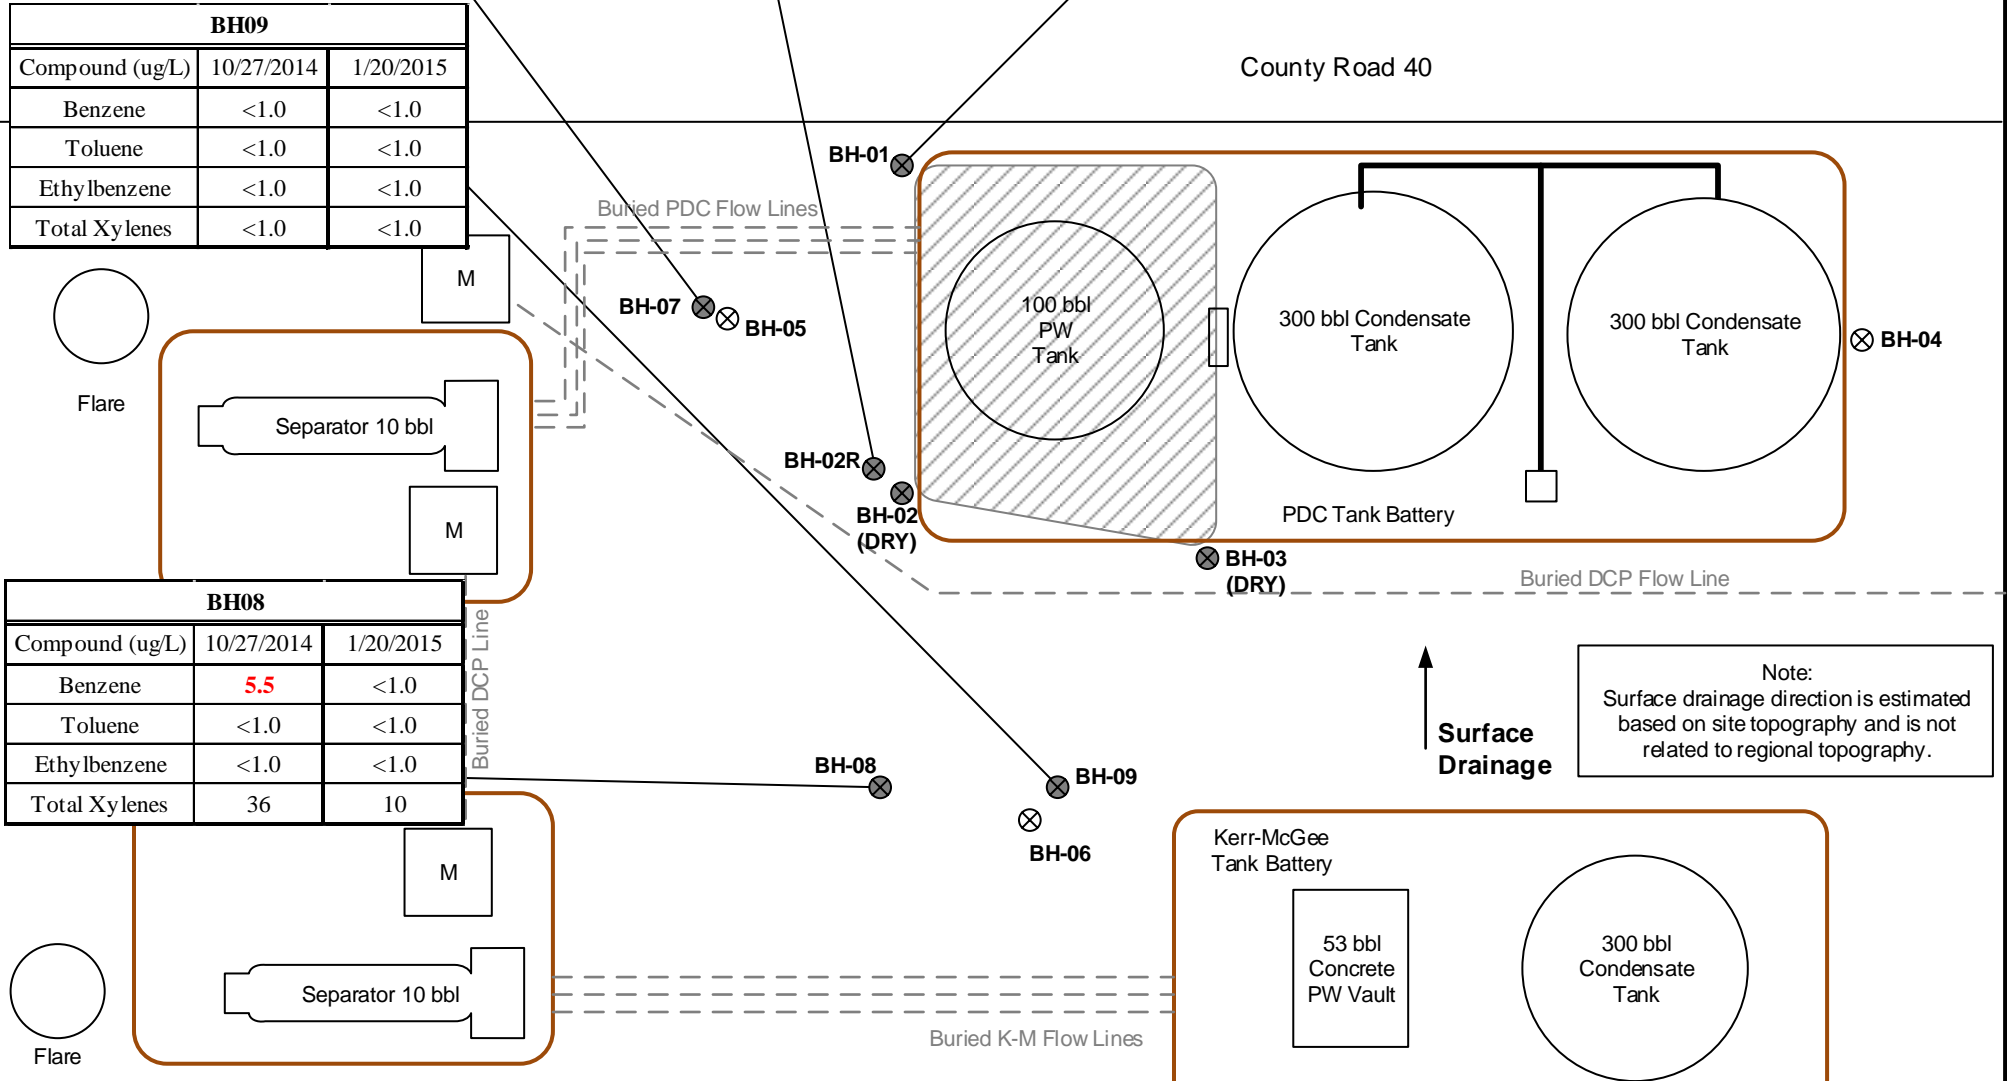 BH09
Compound (ug/L) 10/27/2014 1/20/2015
Benzene <1.0 <1.0
Toluene <1.0 <1.0
Ethylbenzene <1.0 <1.0
Total Xylenes <1.0 <1.0
County Road 40
BH-01
Buried PDC Flow Lines
M
BH-07
BH-05
100 bbl
PW
Tank
300 bbl Condensate
Tank
300 bbl Condensate
Tank
BH-04
Flare
Separator 10 bbl
BH-02R
BH-02
(DRY)
PDC Tank Battery
M
BH-03
(DRY)
Buried DCP Flow Line
BH08
Compound (ug/L) 10/27/2014 1/20/2015
Benzene 5.5 <1.0
Toluene <1.0 <1.0
Ethylbenzene <1.0 <1.0
Total Xylenes 36 10
Buried DCP Line
Surface
Drainage
Note:
Surface drainage direction is estimated
based on site topography and is not
related to regional topography.
BH-08
BH-09
BH-06
M
Kerr-McGee
Tank Battery
53 bbl
Concrete
PW Vault
300 bbl
Condensate
Tank
Separator 10 bbl
Flare
Buried K-M Flow Lines